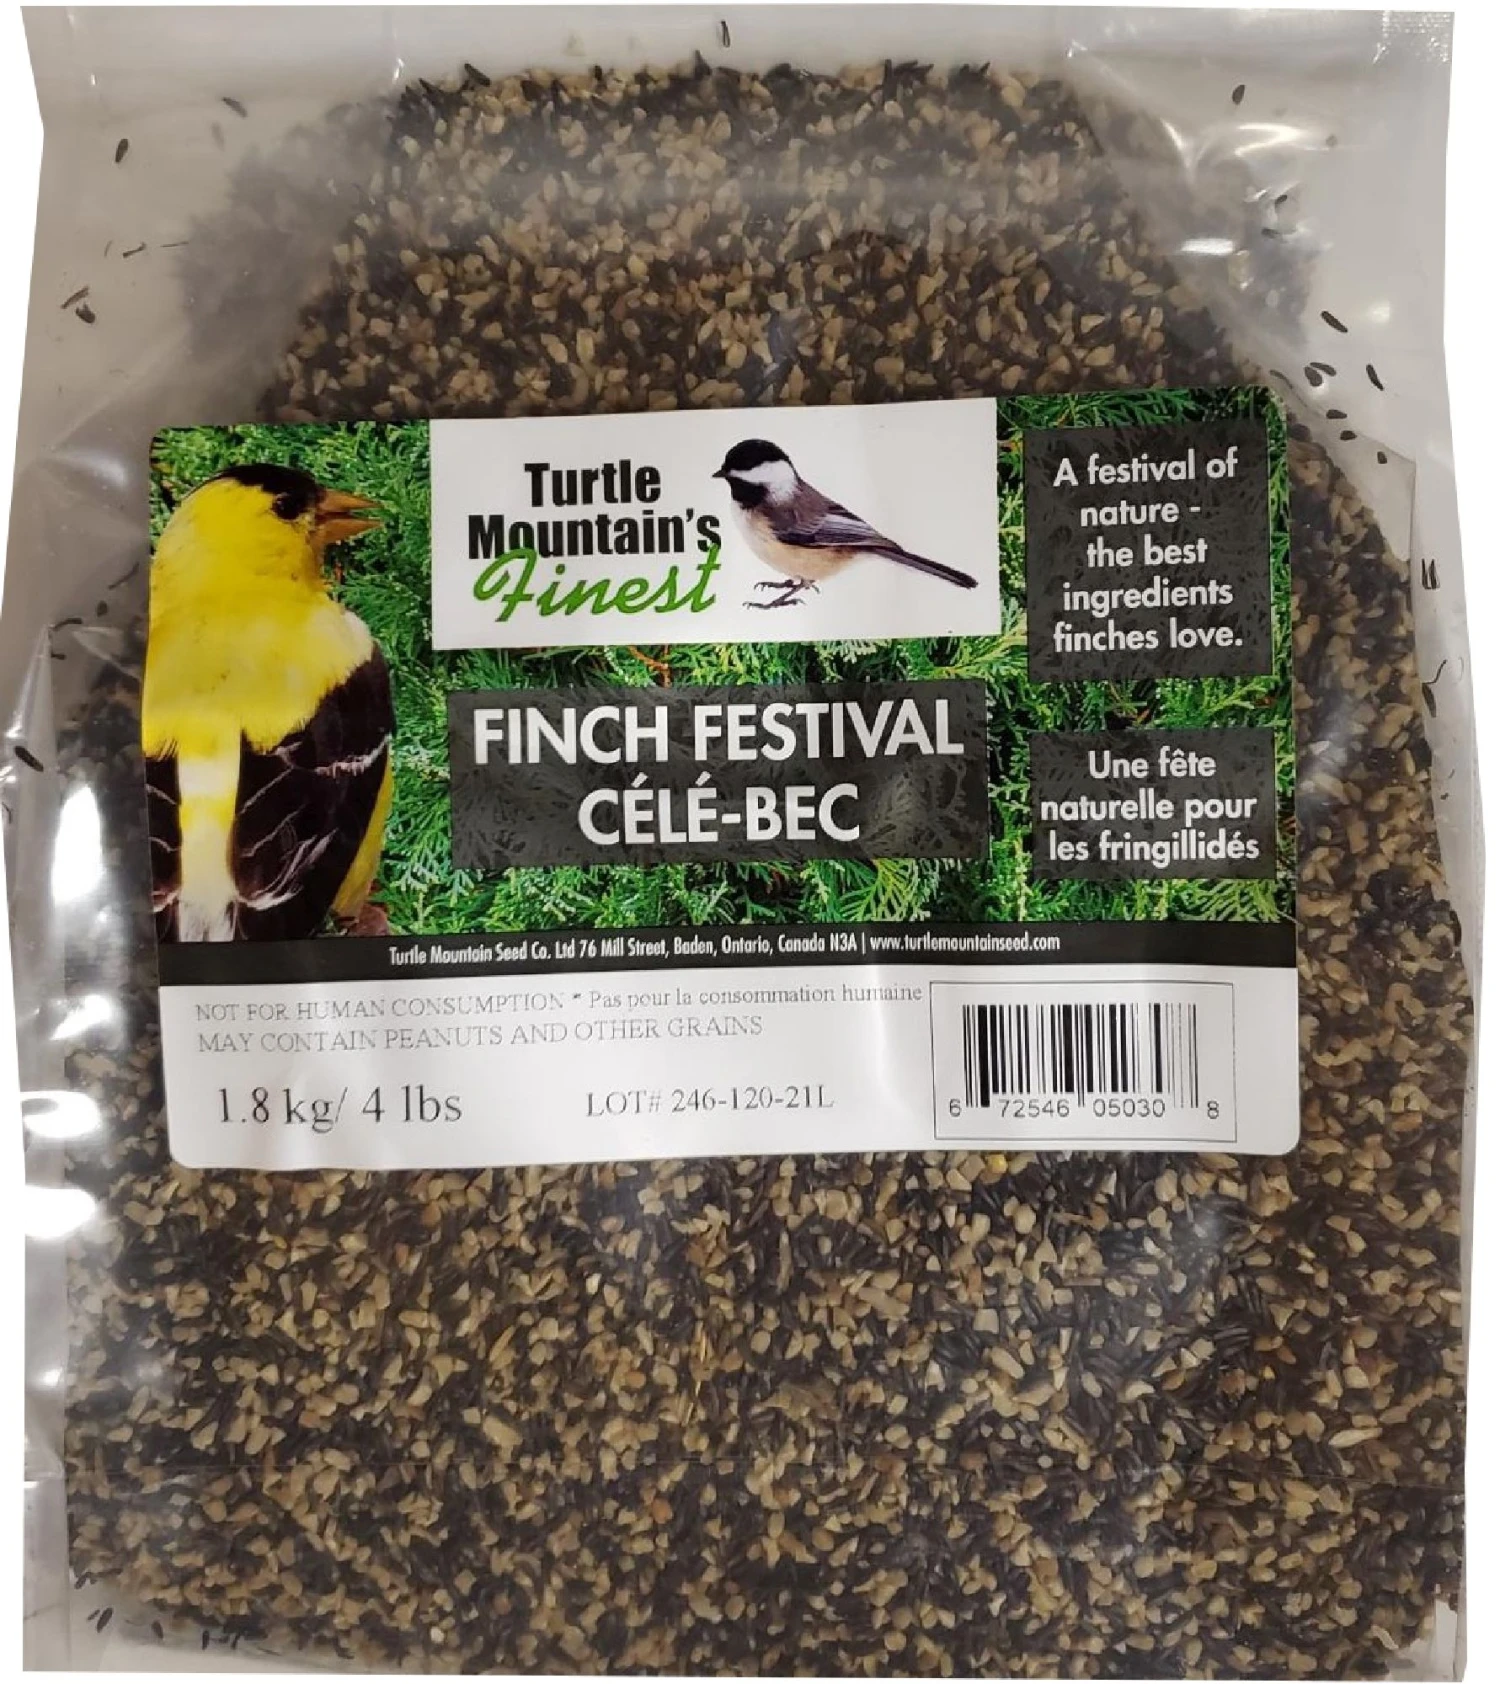 Turtle
Mountain's
Finest
A festival of
nature -
the best
ingredients
finches love.
FINCH FESTIVAL
CÉLÉ-BEC
Une fête
naturelle pour
les fringillidés
Turtle Mountain Seed Co. Ltd 76 Mill Street, Baden, Ontario, Canada N3A | www.turtlemountainseed.com
NOT FOR HUMAN CONSUMPTION * Pas pour la consommation humaine
MAY CONTAIN PEANUTS AND OTHER GRAINS
1.8 kg/ 4 lbs
LOT# 246-120-21L
6 72546 05030 8